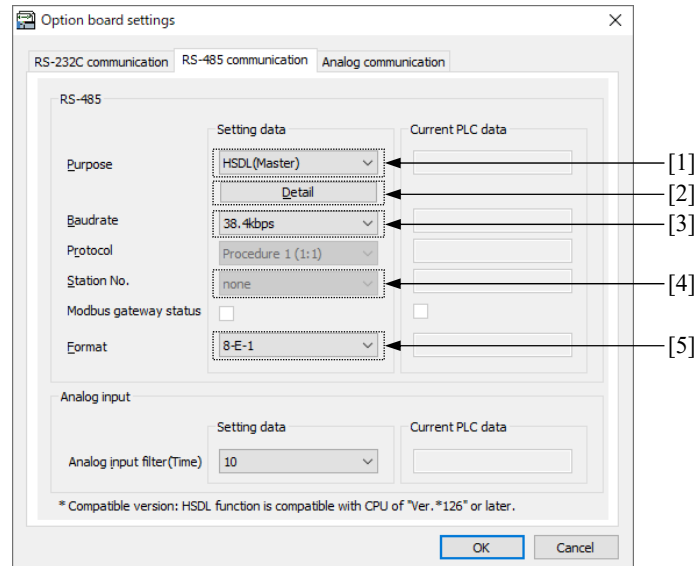 Option board settings
RS-232C communication RS-485 communication Analog communication
RS-485
Setting data Current PLC data
Purpose HSDL(Master) [1]
Detail [2]
Baudrate 38.4kbps [3]
Protocol Procedure 1 (1:1)
Station No. none [4]
Modbus gateway status
Format 8-E-1 [5]
Analog input
Setting data Current PLC data
Analog input filter(Time) 10
* Compatible version: HSDL function is compatible with CPU of "Ver.*126" or later.
OK Cancel